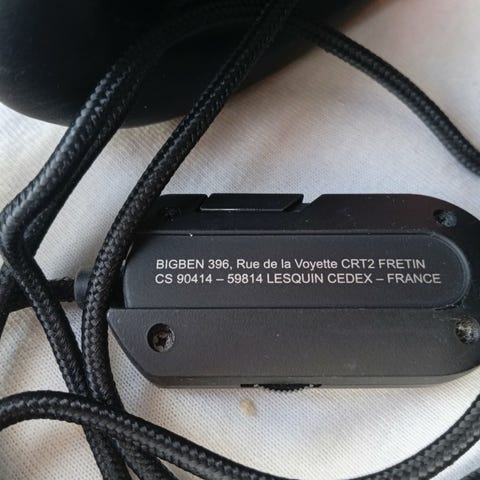 BIGBEN 396, Rue de la Voyette CRT2 FRETIN
CS 90414 – 59814 LESQUIN CEDEX – FRANCE